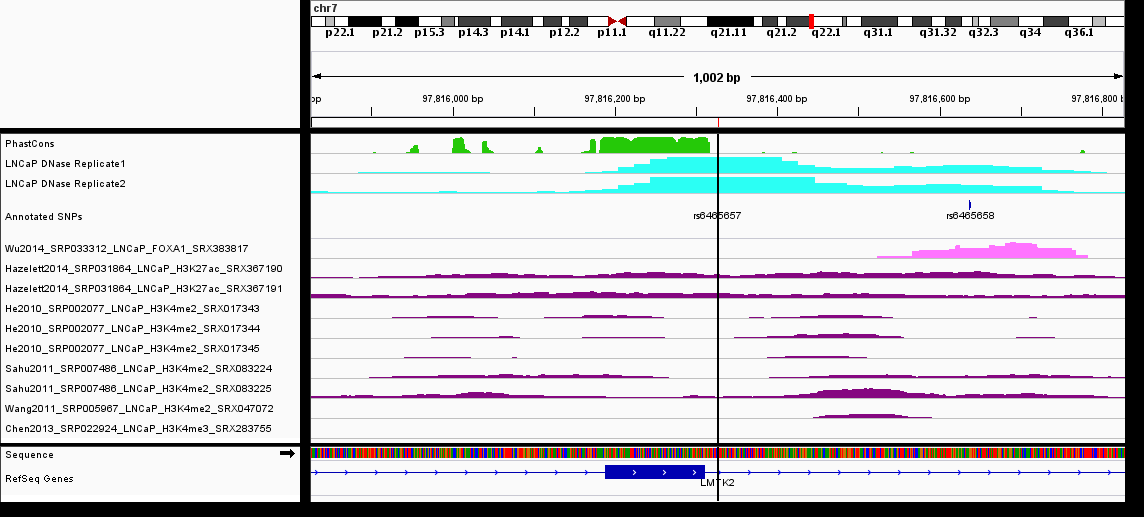 chr7
p22.1 p21.2 p15.3 p14.3 p14.1 p12.2 p11.1 q11.22 q21.11 q21.2 q22.1 q31.1 q31.32 q32.3 q34 q36.1
1,002 bp
bp 97,816,000 bp 97,816,200 bp 97,816,400 bp 97,816,600 bp 97,816,800 b
PhastCons
LNCaP DNase Replicate1
LNCaP DNase Replicate2
Annotated SNPs rs6465657 rs6465658
Wu2014_SRP033312_LNCaP_FOXA1_SRX383817
Hazelett2014_SRP031864_LNCaP_H3K27ac_SRX367190
Hazelett2014_SRP031864_LNCaP_H3K27ac_SRX367191
He2010_SRP002077_LNCaP_H3K4me2_SRX017343
He2010_SRP002077_LNCaP_H3K4me2_SRX017344
He2010_SRP002077_LNCaP_H3K4me2_SRX017345
Sahu2011_SRP007486_LNCaP_H3K4me2_SRX083224
Sahu2011_SRP007486_LNCaP_H3K4me2_SRX083225
Wang2011_SRP005967_LNCaP_H3K4me2_SRX047072
Chen2013_SRP022924_LNCaP_H3K4me3_SRX283755
Sequence
RefSeq Genes
LMTK2